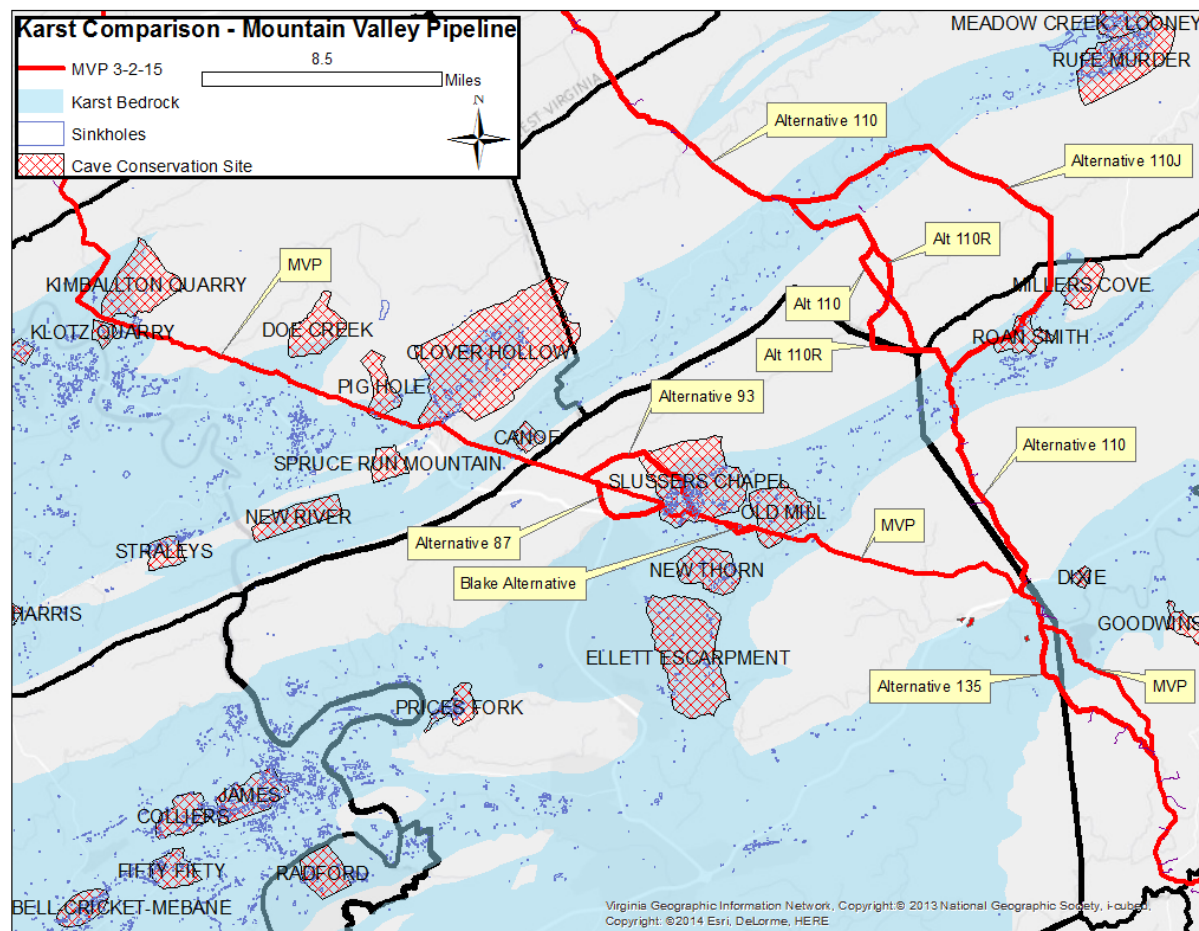 Karst Comparison - Mountain Valley Pipeline
MVP 3-2-15
8.5
Miles
Karst Bedrock
N
Sinkholes
Cave Conservation Site
EST VIRGINIA
MEADOW CREEK - LOONEY
RUFE MURDER
Alternative 110
Alternative 110J
Alt 110R
MVP
KIMBALLTON QUARRY
MILLERS COVE
Alt 110
KLOTZ QUARRY
DOE CREEK
ROAN SMITH
CLOVER HOLLOW
Alt 110R
PIG HOLE
Alternative 93
CANOE
Alternative 110
SPRUCE RUN MOUNTAIN
SLUSSERS CHAPEL
NEW RIVER
OLD MILL
MVP
STRALEYS
Alternative 87
NEW THORN
Blake Alternative
DIXIE
HARRIS
GOODWINS
ELLETT ESCARPMENT
Alternative 135
MVP
PRICES FORK
JAMES
COLLIERS
FIFTY FIFTY
RADFORD
BELL CRICKET-MEBANE
Virginia Geographic Information Network, Copyright:© 2013 National Geographic Society, i-cubed,
Copyright: ©2014 Esri, DeLorme, HERE